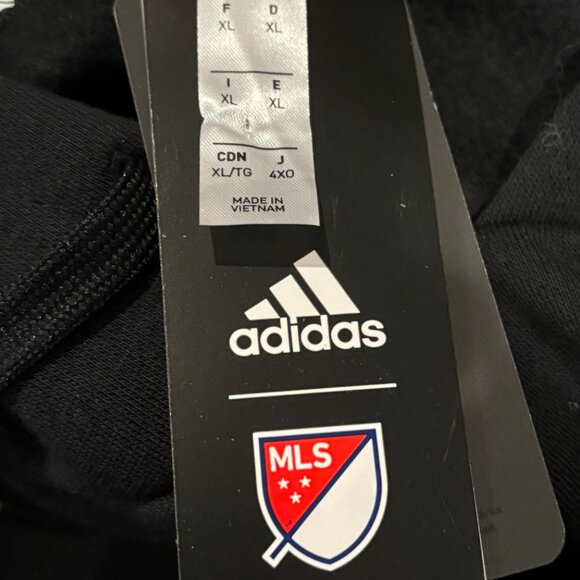 F D
XL XL
I E
XL XL
CDN J
XL/TG 4XO
MADE IN
VIETNAM
adidas
MLS